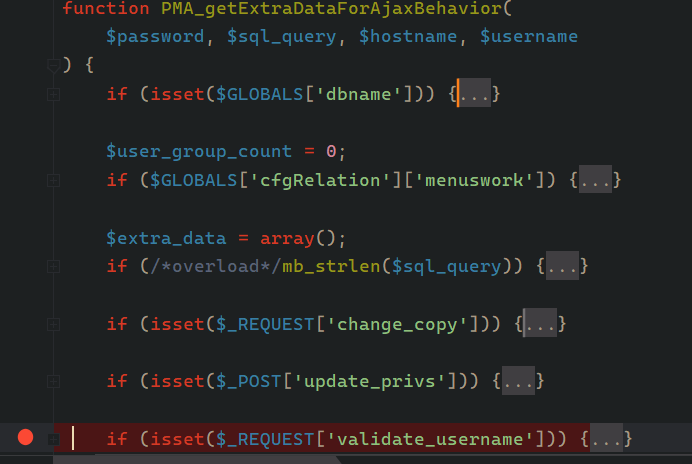 function PMA_getExtraDataForAjaxBehavior(
$password, $sql_query, $hostname, $username
) {
if (isset($GLOBALS['dbname'])) {...}
$user_group_count = 0;
if ($GLOBALS['cfgRelation']['menuswork']) {...}
$extra_data = array();
if (/*overload*/mb_strlen($sql_query)) {...}
if (isset($_REQUEST['change_copy'])) {...}
if (isset($_POST['update_privs'])) {...}
if (isset($_REQUEST['validate_username'])) {...}